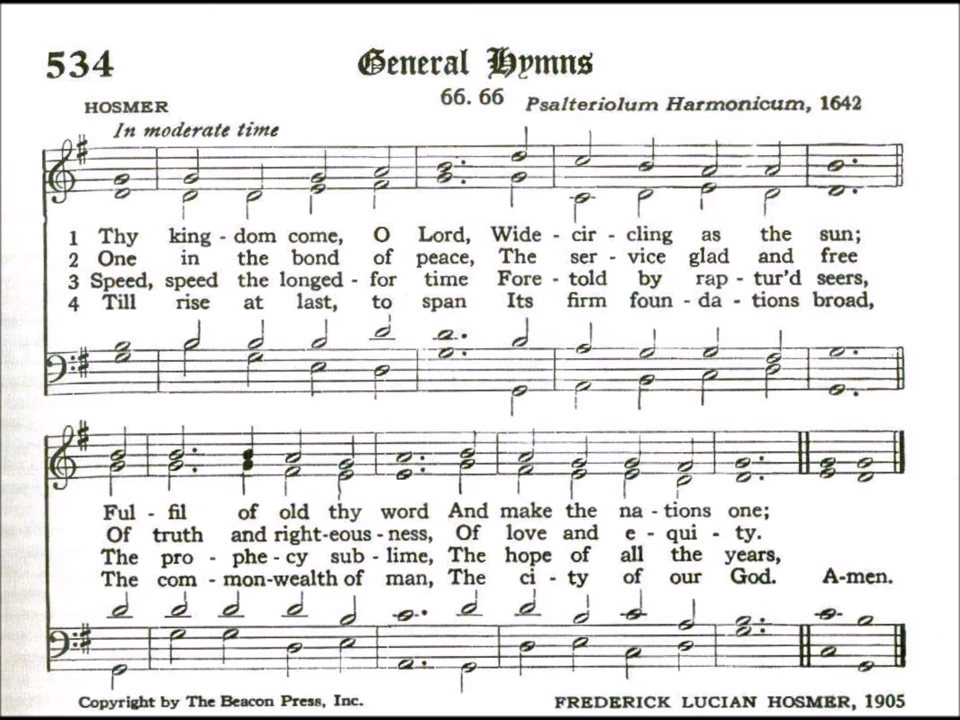 534 General Hymns
HOSMER 66. 66 Psalteriolum Harmonicum, 1642
In moderate time
1 Thy king - dom come, O Lord, Wide - cir - cling as the sun;
2 One in the bond of peace, The ser - vice glad and free
3 Speed, speed the longed - for time Fore - told by rap - tur'd seers,
4 Till rise at last, to span Its firm foun - da - tions broad,
Ful - fil of old thy word And make the na - tions one;
Of truth and right-eous - ness, Of love and e - qui - ty.
The pro - phe - cy sub - lime, The hope of all the years,
The com - mon-wealth of man, The ci - ty of our God. A-men.
Copyright by The Beacon Press, Inc. FREDERICK LUCIAN HOSMER, 1905